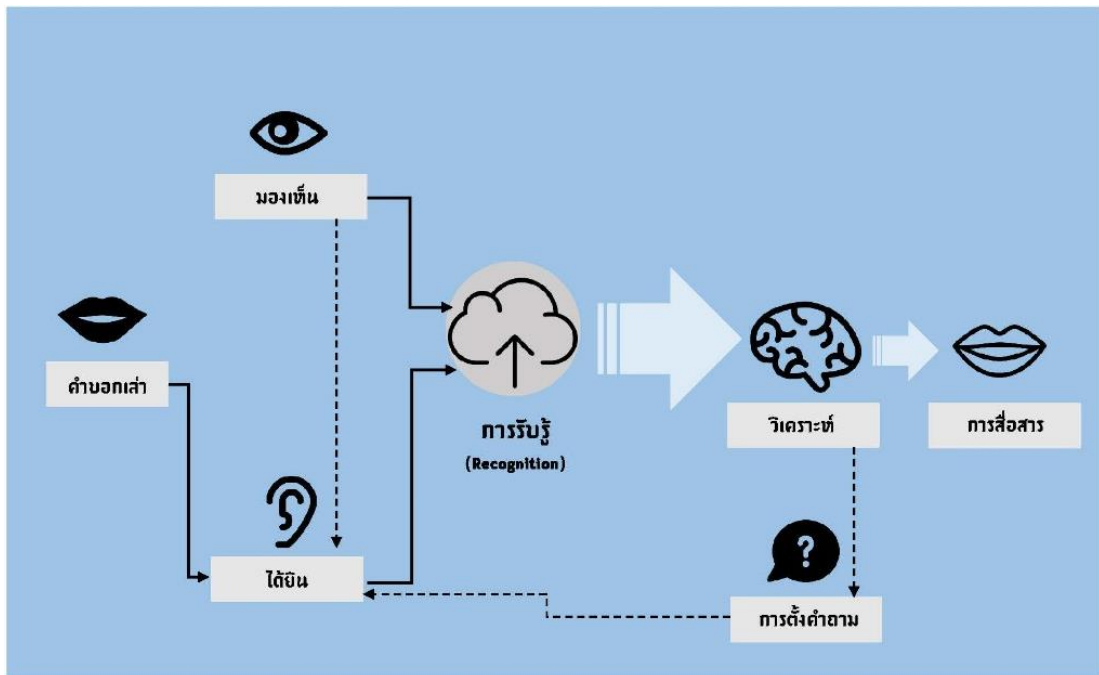 มองเห็น
คำบอกเล่า
การรับรู้
(Recognition)
วิเคราะห์
การสื่อสาร
?
ได้ยิน
การตั้งคำถาม